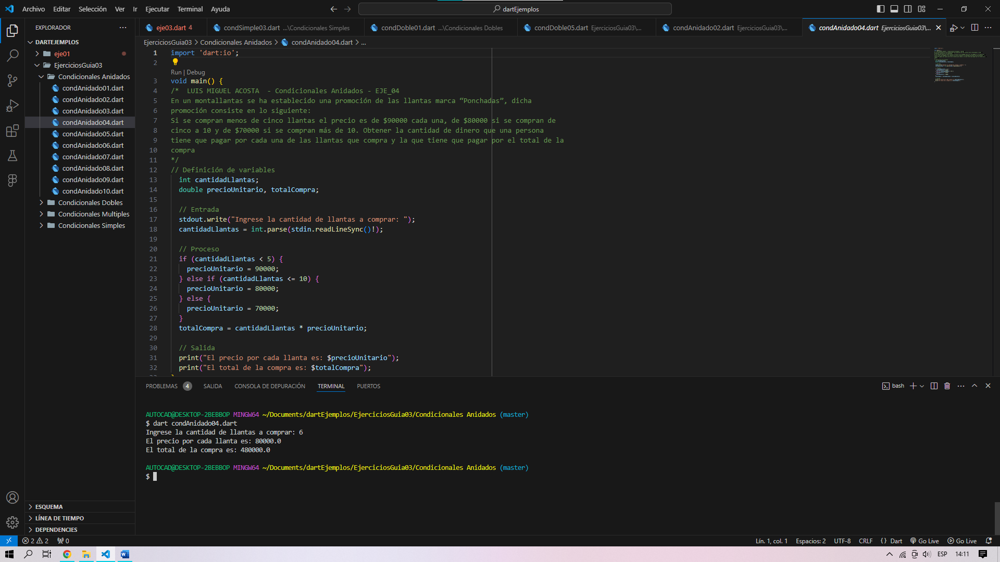 Archivo Editar Selección Ver Ir Ejecutar Terminal Ayuda
dartEjemplos
EXPLORADOR
DARTEJEMPLOS
eje01
EjerciciosGuia03
Condicionales Anidados
condAnidado01.dart
condAnidado02.dart
condAnidado03.dart
condAnidado04.dart
condAnidado05.dart
condAnidado06.dart
condAnidado07.dart
condAnidado08.dart
condAnidado09.dart
condAnidado10.dart
Condicionales Dobles
Condicionales Multiples
Condicionales Simples
ESQUEMA
LÍNEA DE TIEMPO
DEPENDENCIES
eje03.dart 4 condSimple03.dart ...\Condicionales Simples condDoble01.dart ...\Condicionales Dobles condDoble05.dart EjerciciosGuia03\... condAnidado02.dart EjerciciosGuia03\... condAnidado04.dart EjerciciosGuia03\...
EjerciciosGuia03 > Condicionales Anidados > condAnidado04.dart > ...
1 import 'dart:io';
2
Run | Debug
3 void main() {
4 /*  LUIS MIGUEL ACOSTA  - Condicionales Anidados - EJE_04
5 En un montallantas se ha establecido una promoción de las llantas marca “Ponchadas”, dicha
6 promoción consiste en lo siguiente:
7 Si se compran menos de cinco llantas el precio es de $90000 cada una, de $80000 si se compran de
8 cinco a 10 y de $70000 si se compran más de 10. Obtener la cantidad de dinero que una persona
9 tiene que pagar por cada una de las llantas que compra y la que tiene que pagar por el total de la
10 compra
11 */
12 // Definición de variables
13 int cantidadLlantas;
14 double precioUnitario, totalCompra;
15
16 // Entrada
17 stdout.write("Ingrese la cantidad de llantas a comprar: ");
18 cantidadLlantas = int.parse(stdin.readLineSync()!);
19
20 // Proceso
21 if (cantidadLlantas < 5) {
22 precioUnitario = 90000;
23 } else if (cantidadLlantas <= 10) {
24 precioUnitario = 80000;
25 } else {
26 precioUnitario = 70000;
27 }
28 totalCompra = cantidadLlantas * precioUnitario;
29
30 // Salida
31 print("El precio por cada llanta es: $precioUnitario");
32 print("El total de la compra es: $totalCompra");
PROBLEMAS 4 SALIDA CONSOLA DE DEPURACIÓN TERMINAL PUERTOS bash
AUTOCAD@DESKTOP-2BEBBOP MINGW64 ~/Documents/dartEjemplos/EjerciciosGuia03/Condicionales Anidados (master)
$ dart condAnidado04.dart
Ingrese la cantidad de llantas a comprar: 6
El precio por cada llanta es: 80000.0
El total de la compra es: 480000.0
AUTOCAD@DESKTOP-2BEBBOP MINGW64 ~/Documents/dartEjemplos/EjerciciosGuia03/Condicionales Anidados (master)
$
2 2 0 Lín. 1, col. 1 Espacios: 2 UTF-8 CRLF {} Dart Go Live Go Live
ESP 14:11